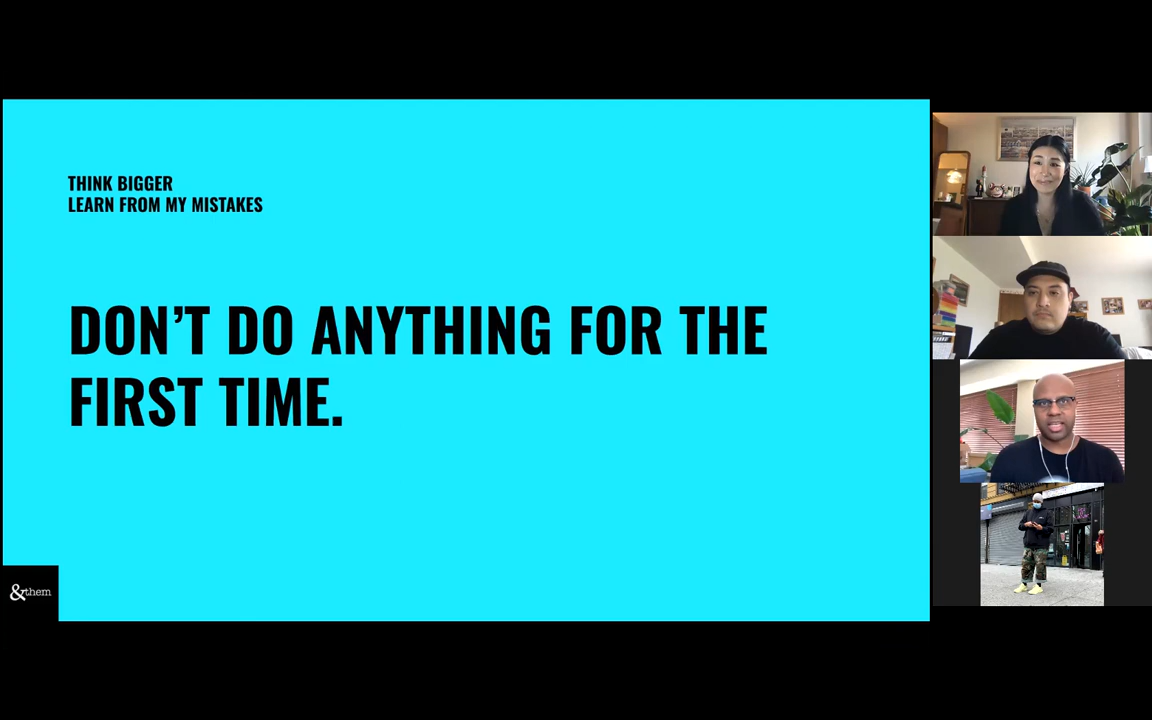 THINK BIGGER
LEARN FROM MY MISTAKES
DON'T DO ANYTHING FOR THE
FIRST TIME.
&them